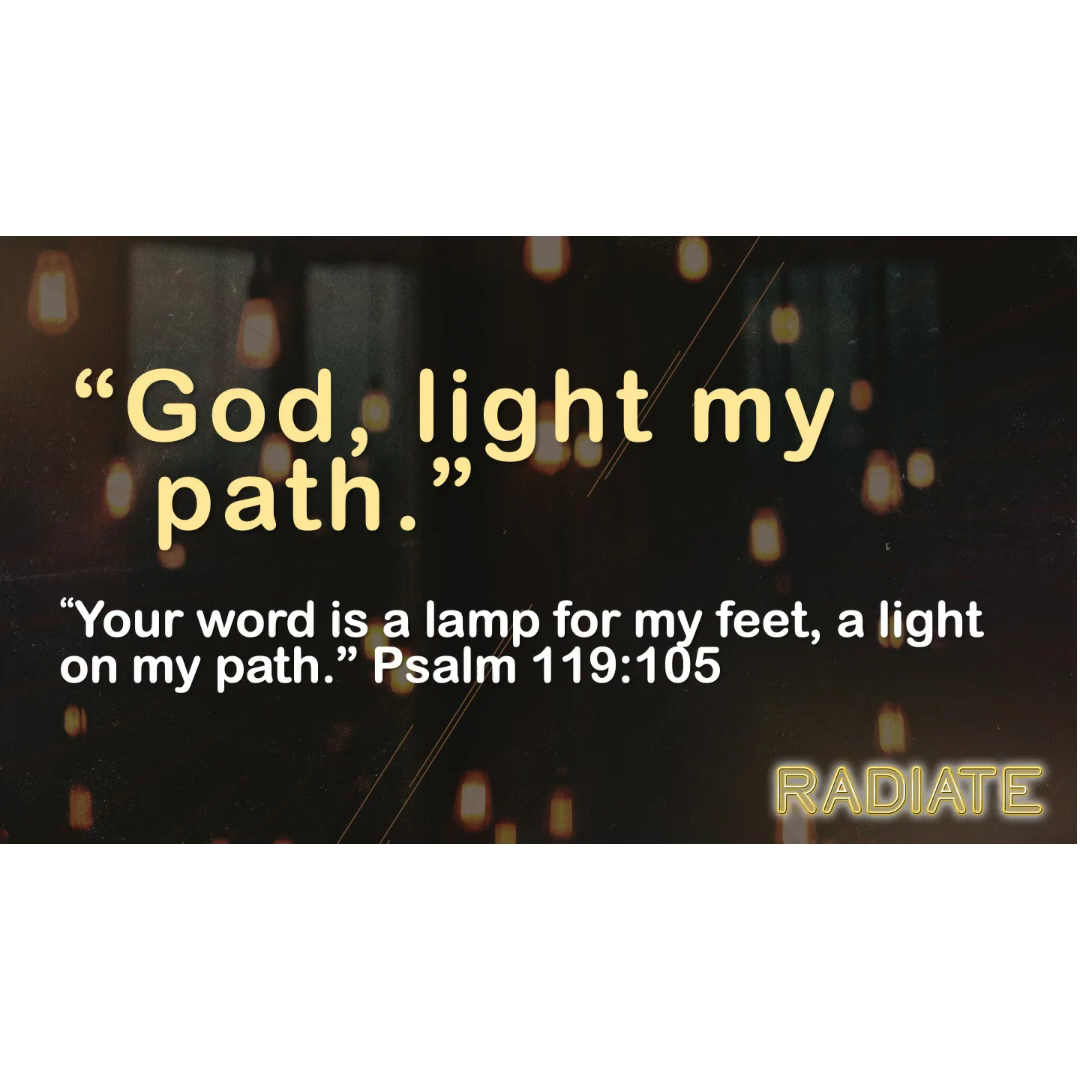 “God, light my
path.”
“Your word is a lamp for my feet, a light
on my path.” Psalm 119:105
RADIATE